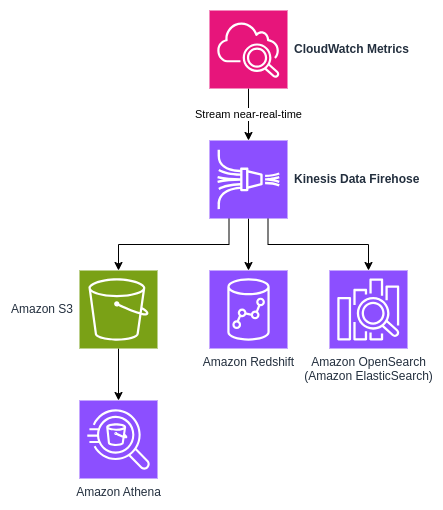 CloudWatch Metrics
Stream near-real-time
Kinesis Data Firehose
Amazon S3
Amazon Redshift
Amazon OpenSearch
(Amazon ElasticSearch)
Amazon Athena